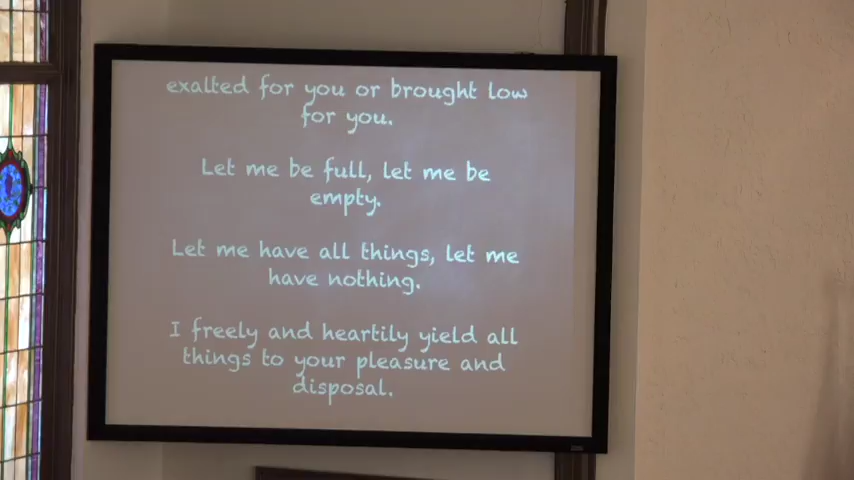 exalted for you or brought low
for you.
Let me be full, let me be
empty.
Let me have all things, let me
have nothing.
I freely and heartily yield all
things to your pleasure and
disposal.